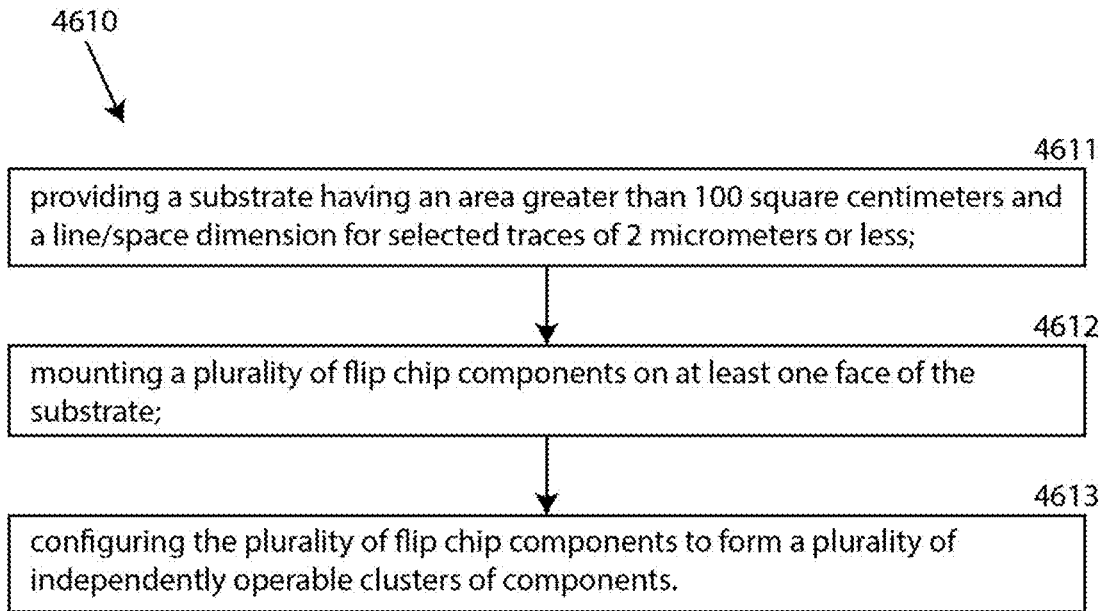 4610
4611
providing a substrate having an area greater than 100 square centimeters and
a line/space dimension for selected traces of 2 micrometers or less;
4612
mounting a plurality of flip chip components on at least one face of the
substrate;
4613
configuring the plurality of flip chip components to form a plurality of
independently operable clusters of components.